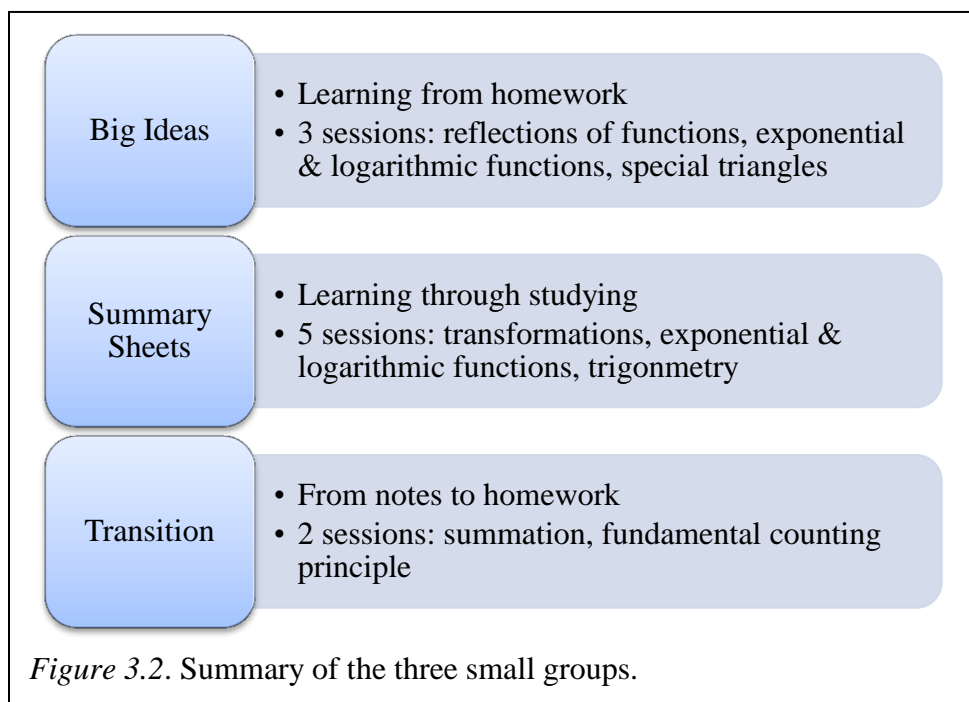 Big Ideas
• Learning from homework
• 3 sessions: reflections of functions, exponential
& logarithmic functions, special triangles
Summary
Sheets
• Learning through studying
• 5 sessions: transformations, exponential &
logarithmic functions, trigonmetry
Transition
• From notes to homework
• 2 sessions: summation, fundamental counting
principle
Figure 3.2. Summary of the three small groups.